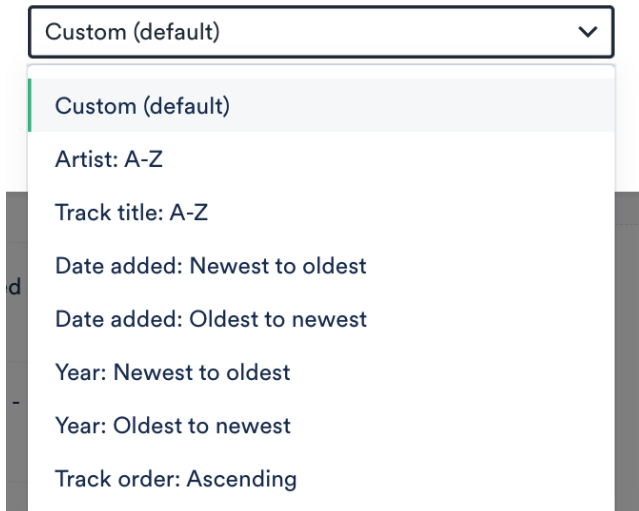 Custom (default)
Custom (default)
Artist: A-Z
Track title: A-Z
Date added: Newest to oldest
ed
Date added: Oldest to newest
Year: Newest to oldest
-
Year: Oldest to newest
Track order: Ascending